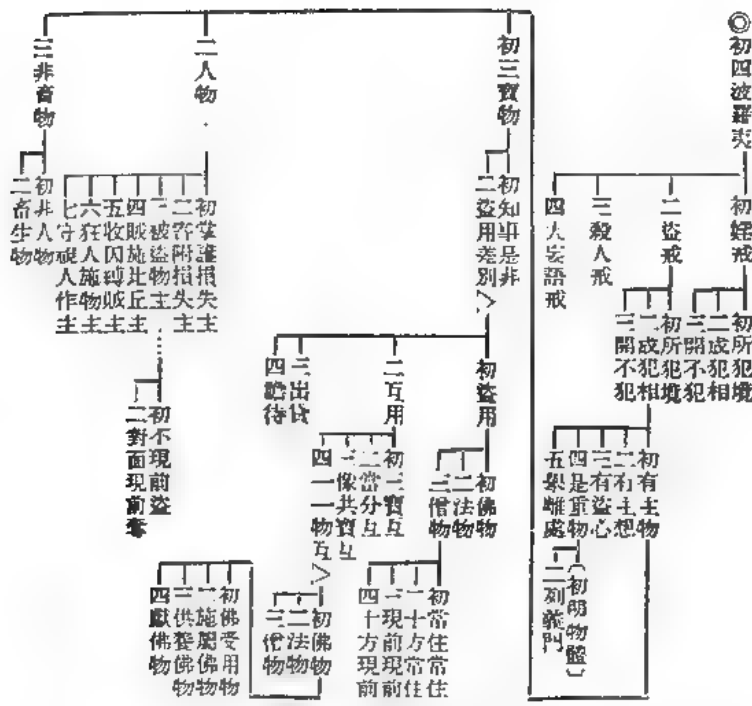 ◎初四波羅夷
初婬戒
二盜戒
三殺人戒
四大妄語戒
初所犯境
二成犯相
三開不犯
初所犯境
二成犯相
三開不犯
初有主物
二有主想
三有盜心
四是重物
五舉離處
(初明物體)
二列義門
初三寶物
二人物
三非畜物
初知事是非
二盜用差別
初盜用
二互用
三出貸
四瞻待
初佛物
二法物
三僧物
初常住常住
二十方常住
三現前現前
四十方現前
初三寶互
二當分互
三像共寶互
四一一物互
初佛物
二法物
三僧物
初佛受用物
二施屬佛物
三供養佛物
四獻佛物
初掌護損失主
二寄附損失主
三被盜物主
四賊施比丘主
五收囚縛賊主
六狂人施物主
七守視人作主
初不現前盜
二對面現前奪
初非人物
二畜生物